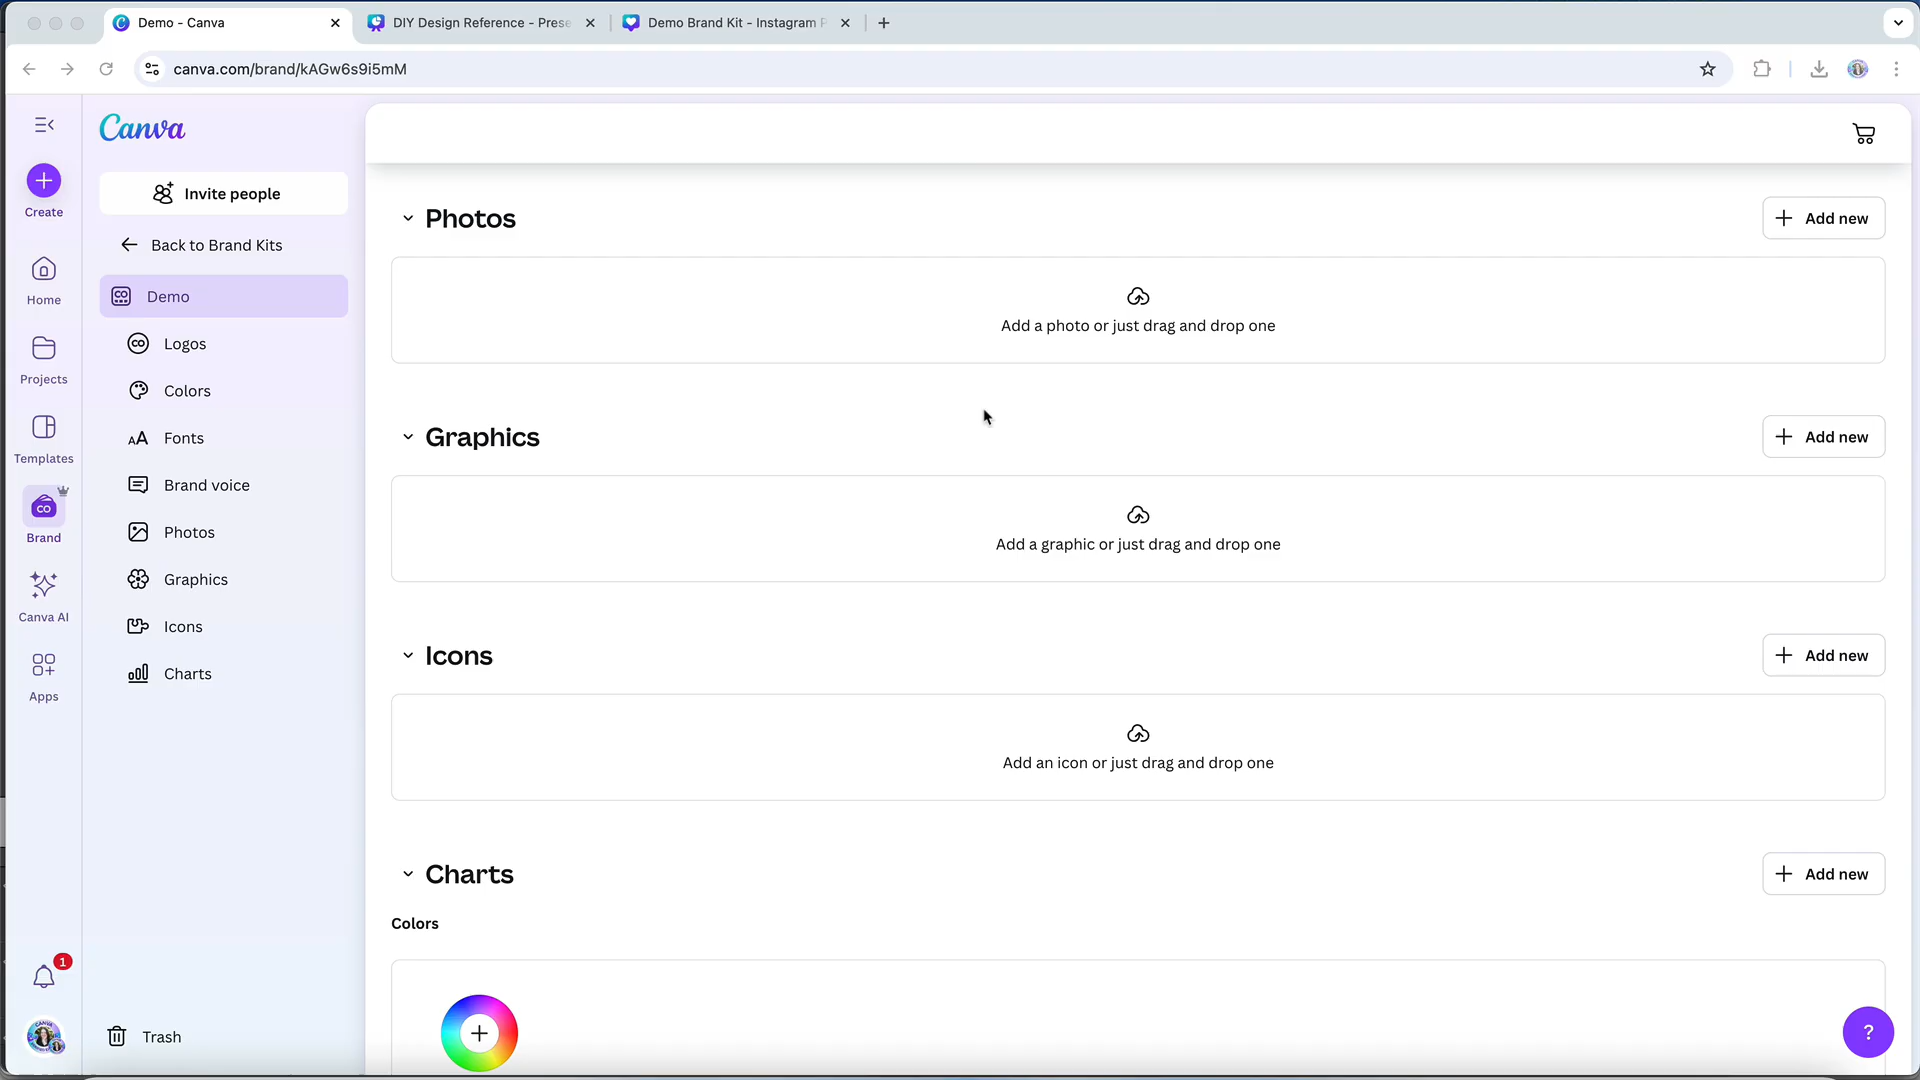 Demo - Canva
DIY Design Reference - Prese
Demo Brand Kit - Instagram P
canva.com/brand/kAGw6s9i5mM
Canva
Create
Invite people
Back to Brand Kits
Home
Demo
Projects
Logos
Colors
Templates
Fonts
CO
Brand
Brand voice
Photos
Canva AI
Graphics
Icons
Apps
Charts
1
Trash
Photos
Add new
Add a photo or just drag and drop one
Graphics
Add new
Add a graphic or just drag and drop one
Icons
Add new
Add an icon or just drag and drop one
Charts
Add new
Colors
?